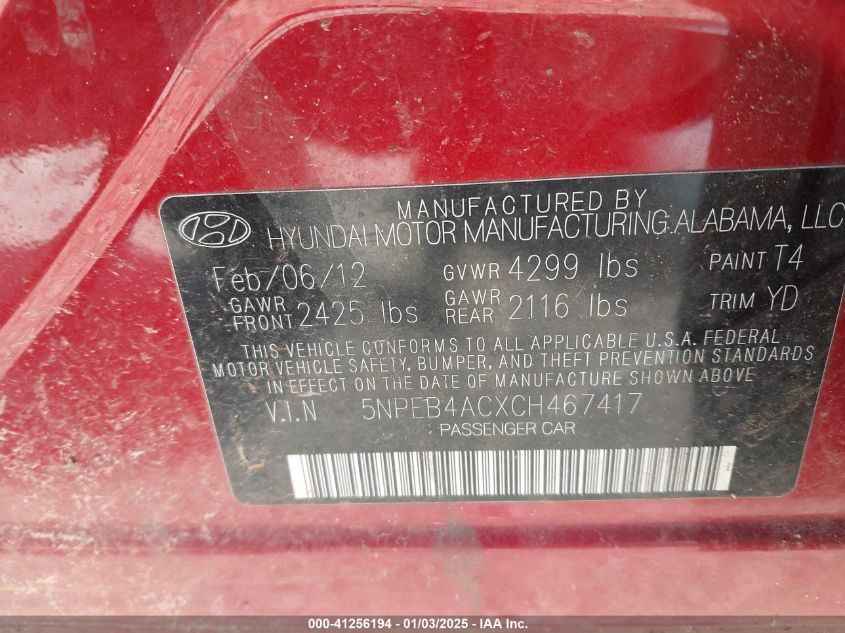 MANUFACTURED BY
HYUNDAI MOTOR MANUFACTURING ALABAMA, LLC
Feb/06/12 GVWR 4299 lbs PAINT T4
GAWR FRONT 2425 lbs GAWR REAR 2116 lbs TRIM YD
THIS VEHICLE CONFORMS TO ALL APPLICABLE U.S.A. FEDERAL
MOTOR VEHICLE SAFETY, BUMPER, AND THEFT PREVENTION STANDARDS
IN EFFECT ON THE DATE OF MANUFACTURE SHOWN ABOVE.
V.I.N 5NPEB4ACXCH467417
PASSENGER CAR
000-41256194 - 01/03/2025 - IAA Inc.